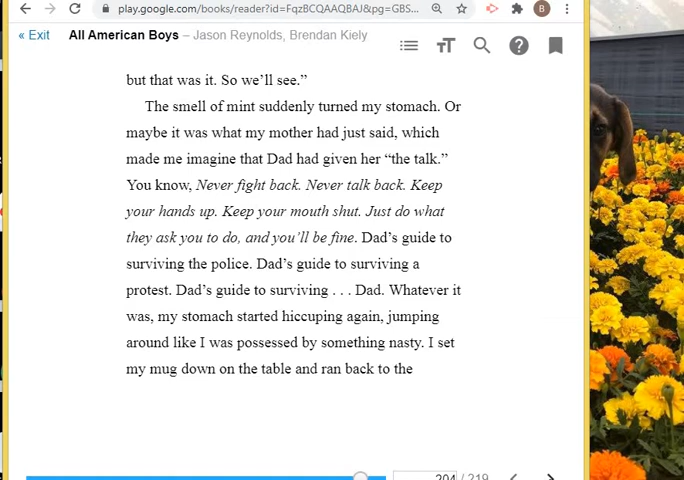 play.google.com/books/reader?id=FqzBCQAAQBAJ&pg=GBS...
B
« Exit All American Boys – Jason Reynolds, Brendan Kiely
but that was it. So we’ll see.”
The smell of mint suddenly turned my stomach. Or
maybe it was what my mother had just said, which
made me imagine that Dad had given her “the talk.”
You know, Never fight back. Never talk back. Keep
your hands up. Keep your mouth shut. Just do what
they ask you to do, and you’ll be fine. Dad’s guide to
surviving the police. Dad’s guide to surviving a
protest. Dad’s guide to surviving . . . Dad. Whatever it
was, my stomach started hiccuping again, jumping
around like I was possessed by something nasty. I set
my mug down on the table and ran back to the
204 / 219